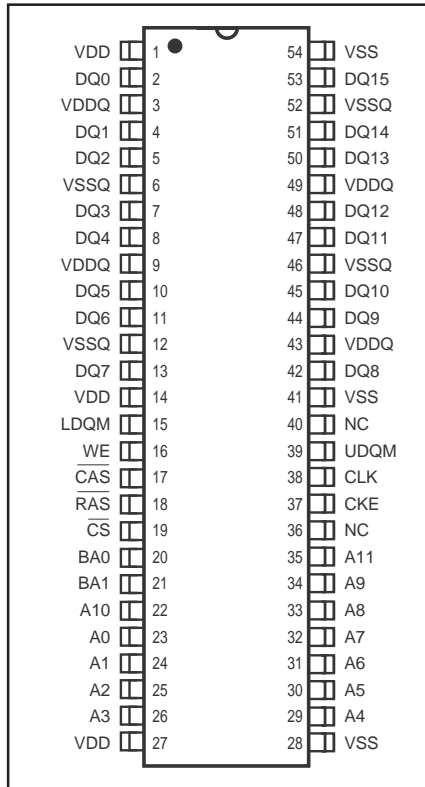 VDD 1 54 VSS
DQ0 2 53 DQ15
VDDQ 3 52 VSSQ
DQ1 4 51 DQ14
DQ2 5 50 DQ13
VSSQ 6 49 VDDQ
DQ3 7 48 DQ12
DQ4 8 47 DQ11
VDDQ 9 46 VSSQ
DQ5 10 45 DQ10
DQ6 11 44 DQ9
VSSQ 12 43 VDDQ
DQ7 13 42 DQ8
VDD 14 41 VSS
LDQM 15 40 NC
WE 16 39 UDQM
CAS 17 38 CLK
RAS 18 37 CKE
CS 19 36 NC
BA0 20 35 A11
BA1 21 34 A9
A10 22 33 A8
A0 23 32 A7
A1 24 31 A6
A2 25 30 A5
A3 26 29 A4
VDD 27 28 VSS